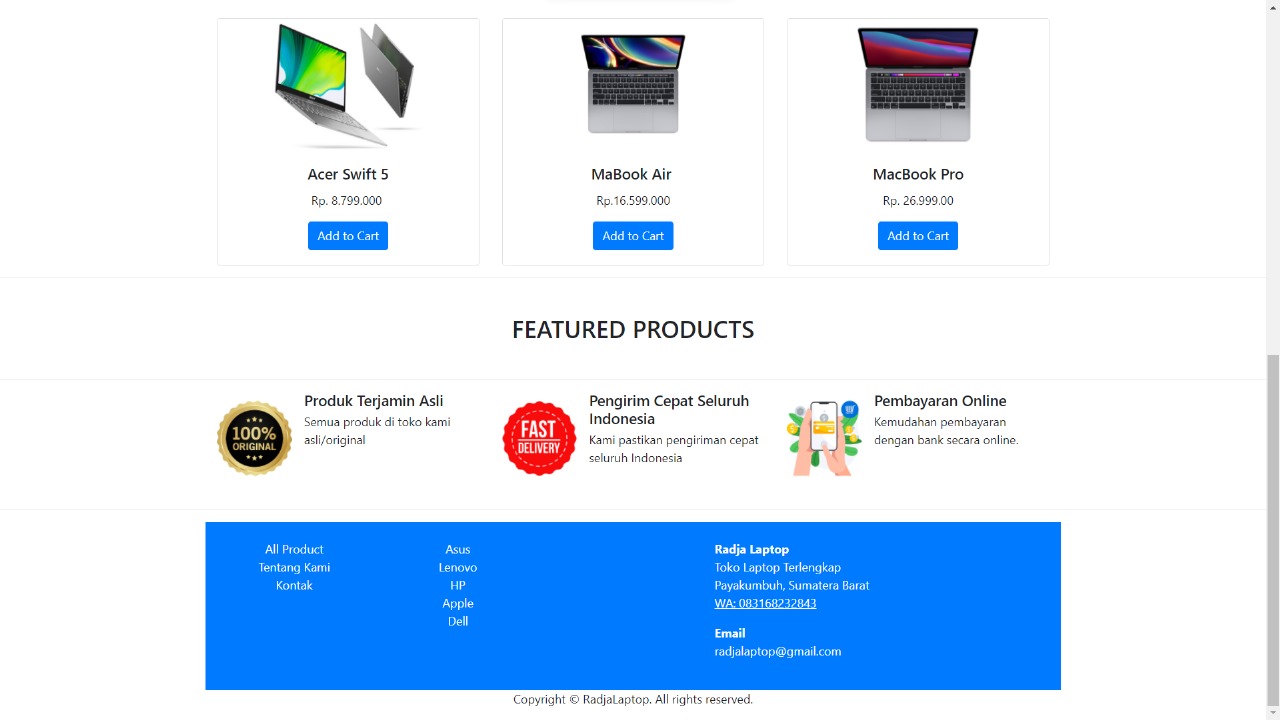 Acer Swift 5
Rp. 8.799.000
Add to Cart
MaBook Air
Rp.16.599.000
Add to Cart
MacBook Pro
Rp. 26.999.00
Add to Cart
FEATURED PRODUCTS
100%
ORIGINAL
Produk Terjamin Asli
Semua produk di toko kami
asli/original
FAST
DELIVERY
Pengirim Cepat Seluruh
Indonesia
Kami pastikan pengiriman cepat
seluruh Indonesia
Pembayaran Online
Kemudahan pembayaran
dengan bank secara online.
All Product
Tentang Kami
Kontak
Asus
Lenovo
HP
Apple
Dell
Radja Laptop
Toko Laptop Terlengkap
Payakumbuh, Sumatera Barat
WA: 083168232843
Email
radjalaptop@gmail.com
Copyright © RadjaLaptop. All rights reserved.